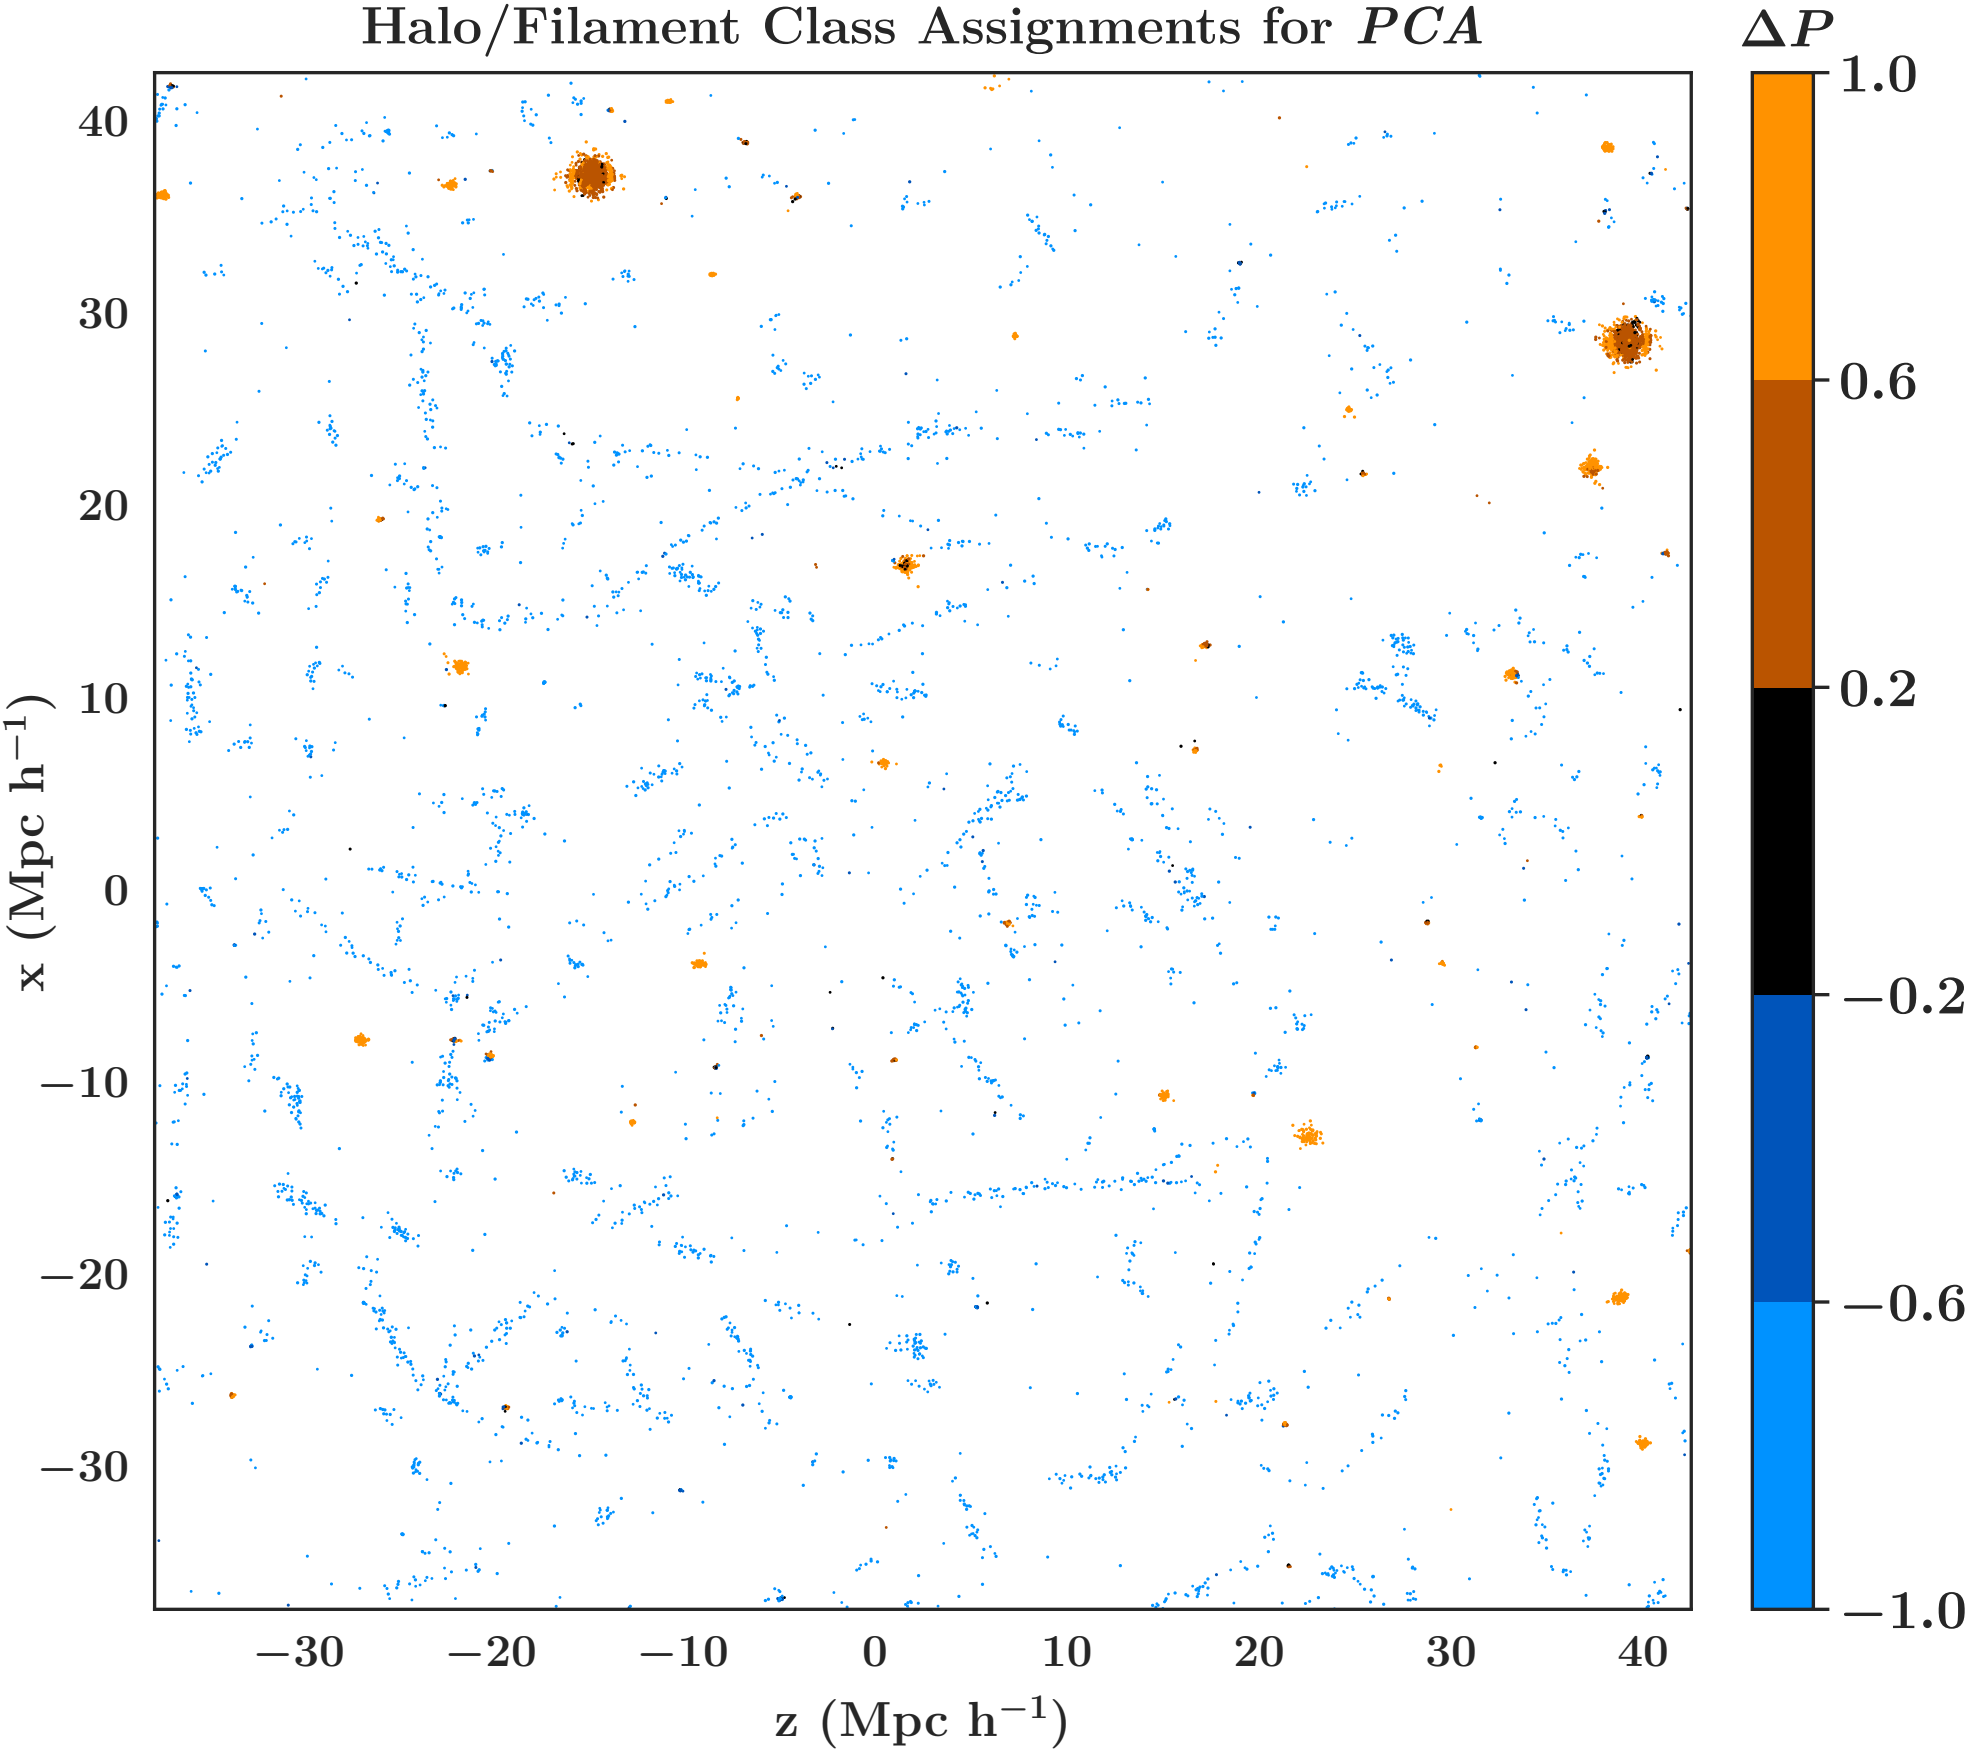 Halo/Filament Class Assignments for PCA
ΔP
1.0
0.6
0.2
−0.2
−0.6
−1.0
40
30
20
10
0
−10
−20
−30
x (Mpc h⁻¹)
−30 −20 −10 0 10 20 30 40
z (Mpc h⁻¹)